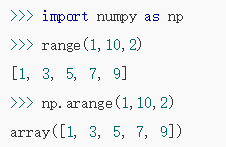 >>> import numpy as np
>>> range(1,10,2)
[1, 3, 5, 7, 9]
>>> np.arange(1,10,2)
array([1, 3, 5, 7, 9])